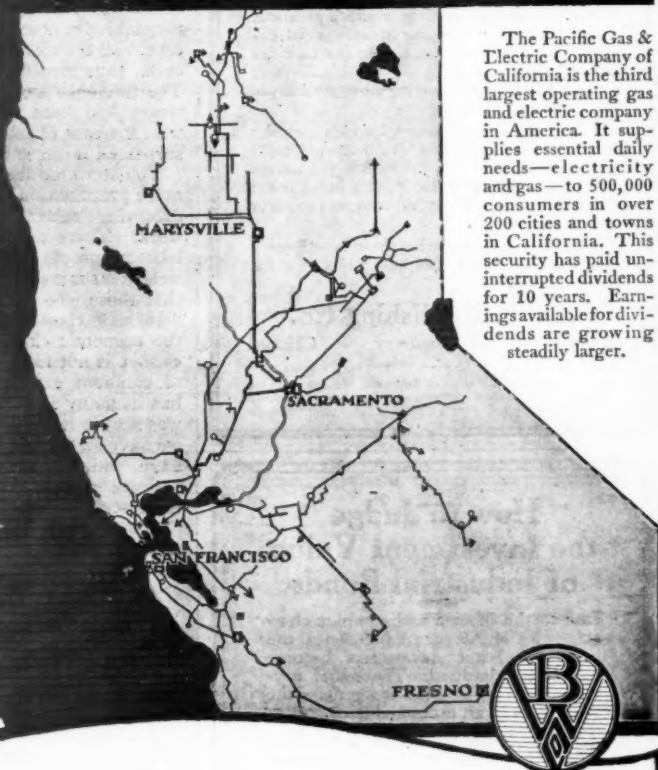 The Pacific Gas &
Electric Company of
California is the third
largest operating gas
and electric company
in America. It sup-
plies essential daily
needs—electricity
and gas—to 500,000
consumers in over
200 cities and towns
in California. This
security has paid un-
interrupted dividends
for 10 years. Earn-
ings available for divi-
dends are growing
steadily larger.
MARYSVILLE
SACRAMENTO
SAN FRANCISCO
FRESNO